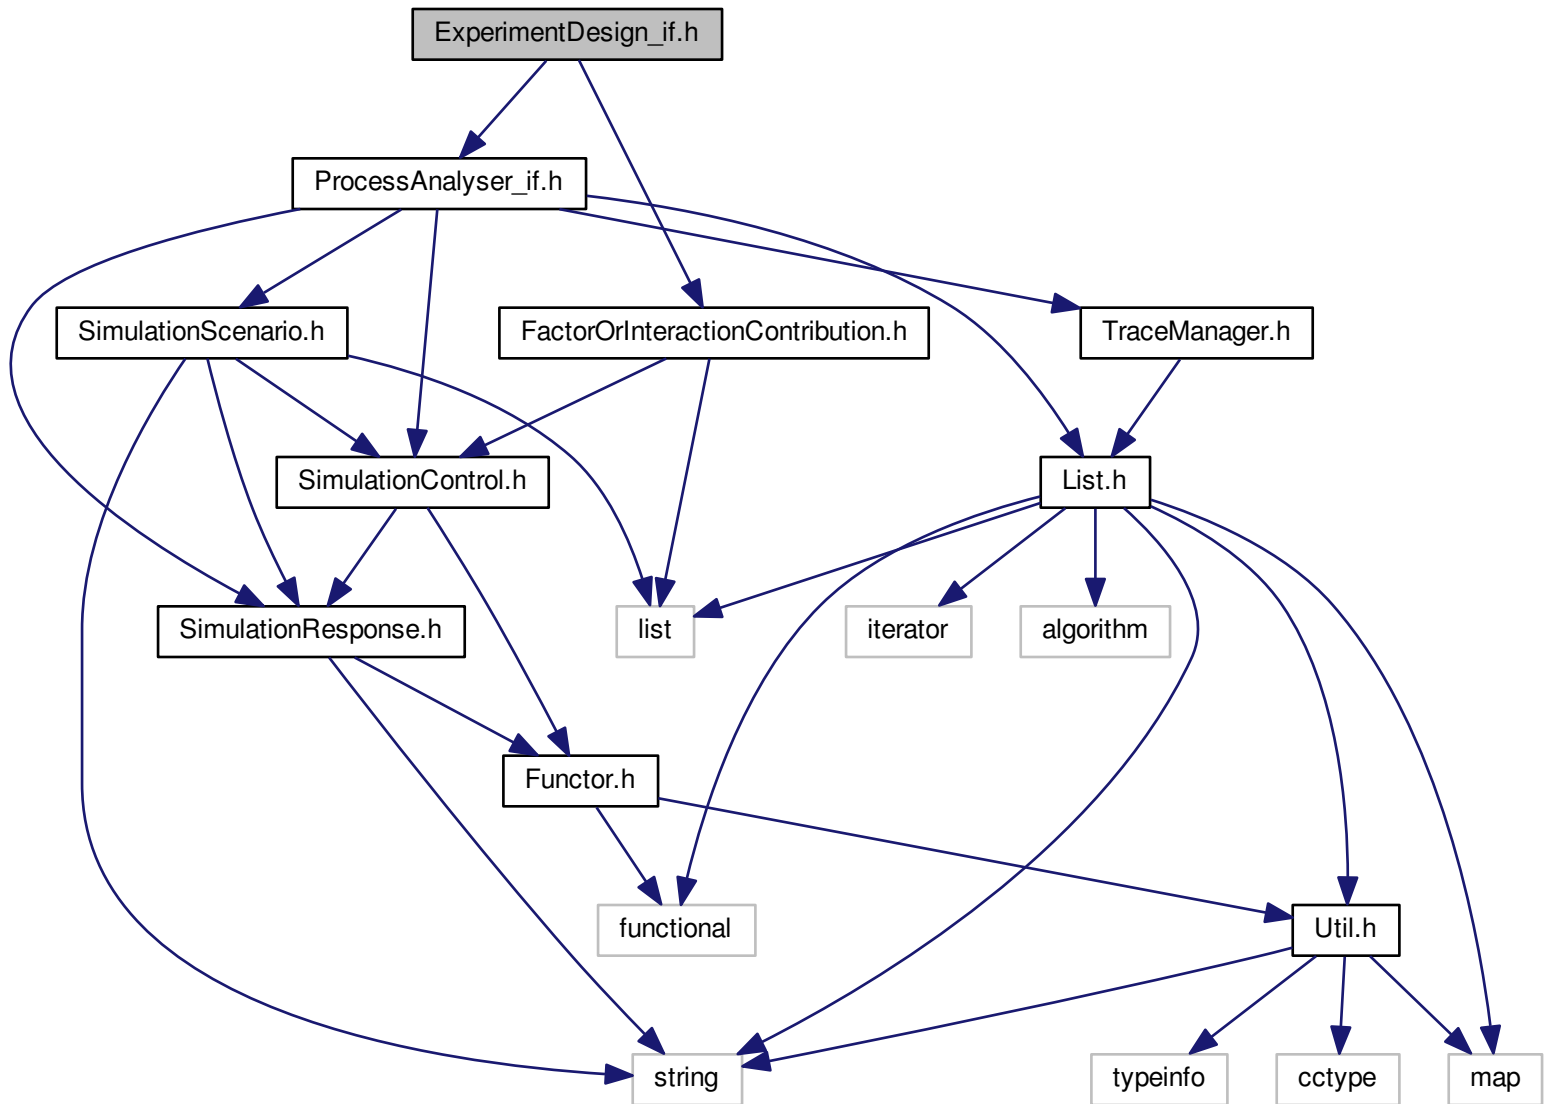 ExperimentDesign_if.h
ProcessAnalyser_if.h
SimulationScenario.h
FactorOrInteractionContribution.h
TraceManager.h
SimulationControl.h
List.h
SimulationResponse.h
list
iterator
algorithm
Functor.h
functional
Util.h
string
typeinfo
cctype
map